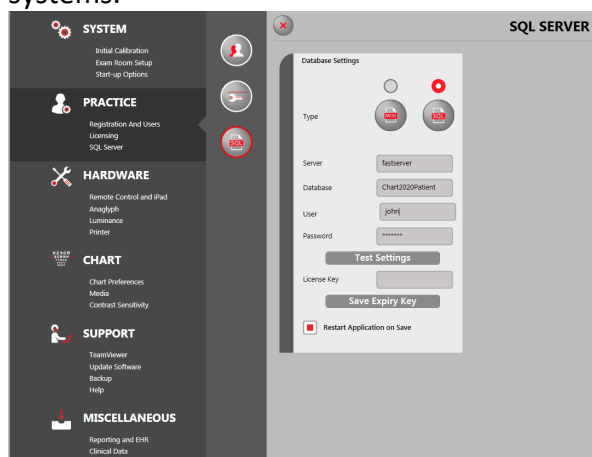 systems.
SYSTEM
Initial Calibration
Exam Room Setup
Start-up Options
PRACTICE
Registration And Users
Licensing
SQL Server
HARDWARE
Remote Control and iPad
Anaglyph
Luminance
Printer
CHART
Chart Preferences
Media
Contrast Sensitivity
SUPPORT
TeamViewer
Update Software
Backup
Help
MISCELLANEOUS
Reporting and EHR
Clinical Data
SQL
SQL SERVER
Database Settings
Type
MDB
SQL
Server
fastserver
Database
Chart2020Patient
User
john
Password
*******
Test Settings
License Key
Save Expiry Key
Restart Application on Save